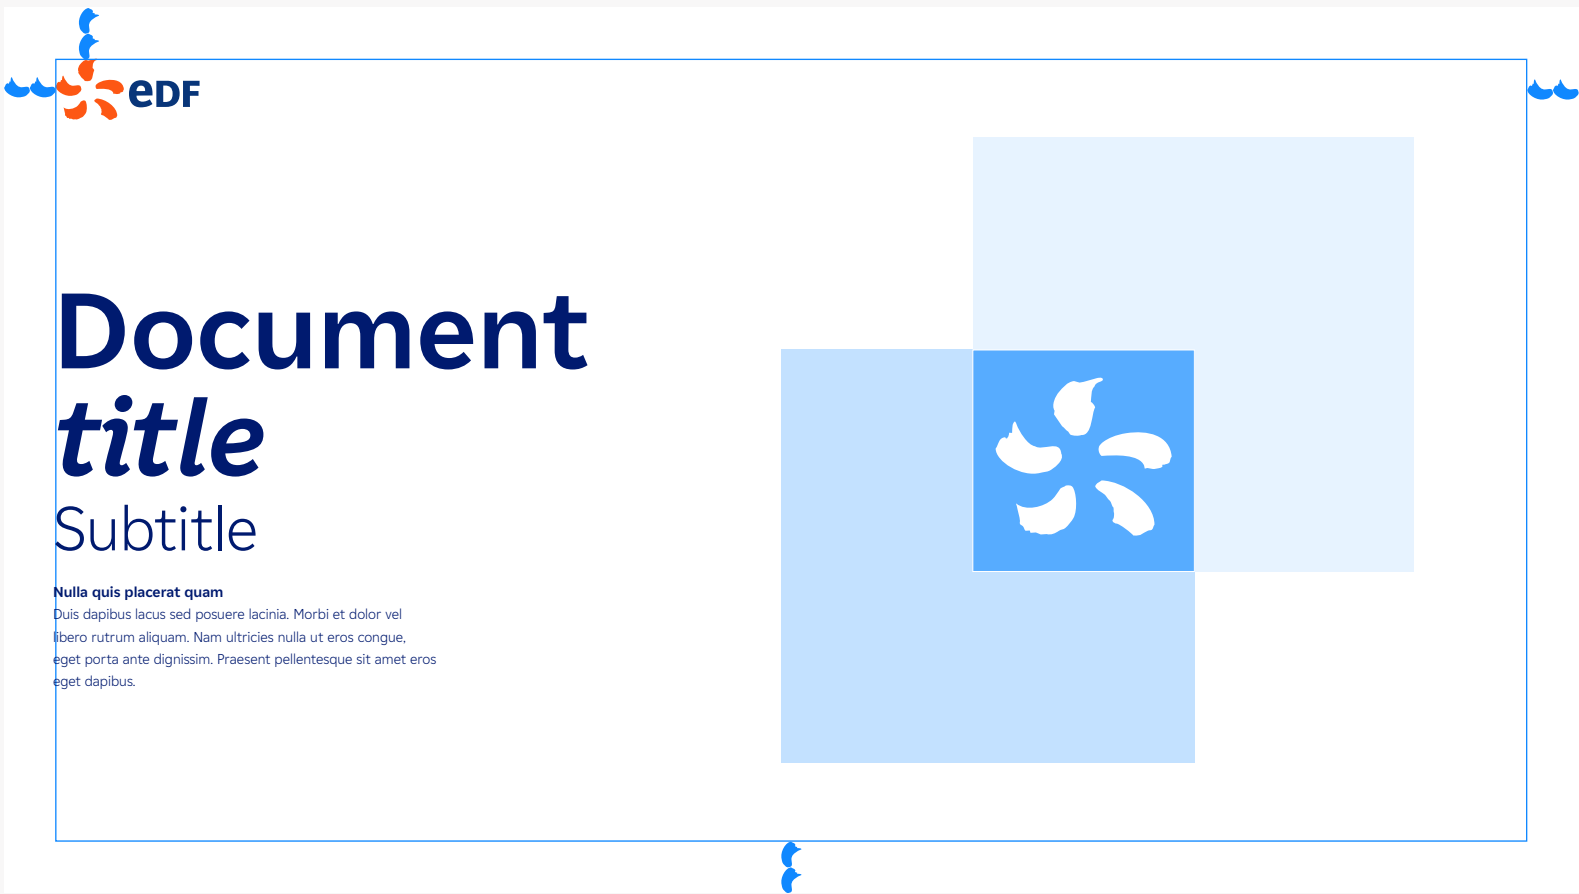 eDF
Document
title
Subtitle
Nulla quis placerat quam
Duis dapibus lacus sed posuere lacinia. Morbi et dolor vel
libero rutrum aliquam. Nam ultricies nulla ut eros congue,
eget porta ante dignissim. Praesent pellentesque sit amet eros
eget dapibus.